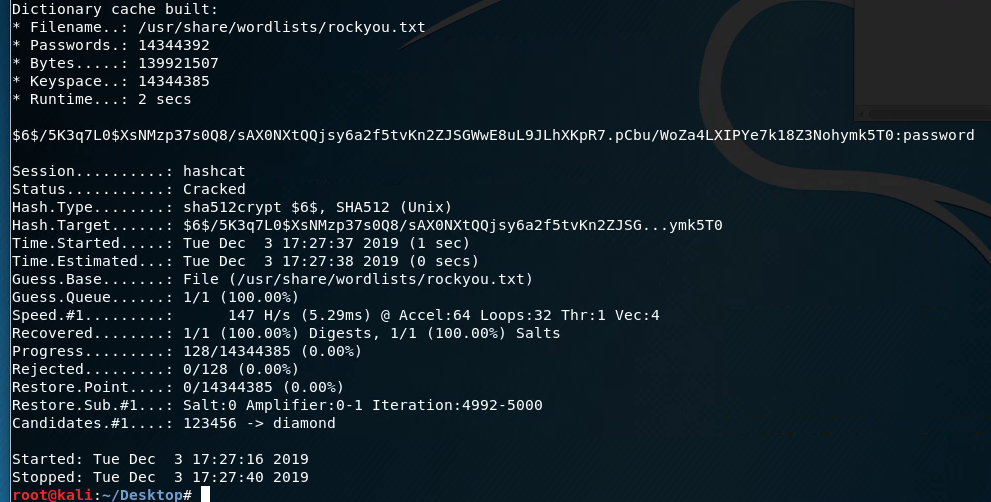 Dictionary cache built:
* Filename..: /usr/share/wordlists/rockyou.txt
* Passwords.: 14344392
* Bytes.....: 139921507
* Keyspace..: 14344385
* Runtime...: 2 secs
$6$/5K3q7L0$XsNMzp37s0Q8/sAX0NXtQQjsy6a2f5tvKn2ZJSGWwE8uL9JLhXKpR7.pCbu/WoZa4LXIPYe7k18Z3Nohymk5T0:password
Session..........: hashcat
Status...........: Cracked
Hash.Type........: sha512crypt $6$, SHA512 (Unix)
Hash.Target......: $6$/5K3q7L0$XsNMzp37s0Q8/sAX0NXtQQjsy6a2f5tvKn2ZJSG...ymk5T0
Time.Started.....: Tue Dec  3 17:27:37 2019 (1 sec)
Time.Estimated...: Tue Dec  3 17:27:38 2019 (0 secs)
Guess.Base.......: File (/usr/share/wordlists/rockyou.txt)
Guess.Queue......: 1/1 (100.00%)
Speed.#1.........:      147 H/s (5.29ms) @ Accel:64 Loops:32 Thr:1 Vec:4
Recovered........: 1/1 (100.00%) Digests, 1/1 (100.00%) Salts
Progress.........: 128/14344385 (0.00%)
Rejected.........: 0/128 (0.00%)
Restore.Point....: 0/14344385 (0.00%)
Restore.Sub.#1...: Salt:0 Amplifier:0-1 Iteration:4992-5000
Candidates.#1....: 123456 -> diamond
Started: Tue Dec  3 17:27:16 2019
Stopped: Tue Dec  3 17:27:40 2019
root@kali:~/Desktop#